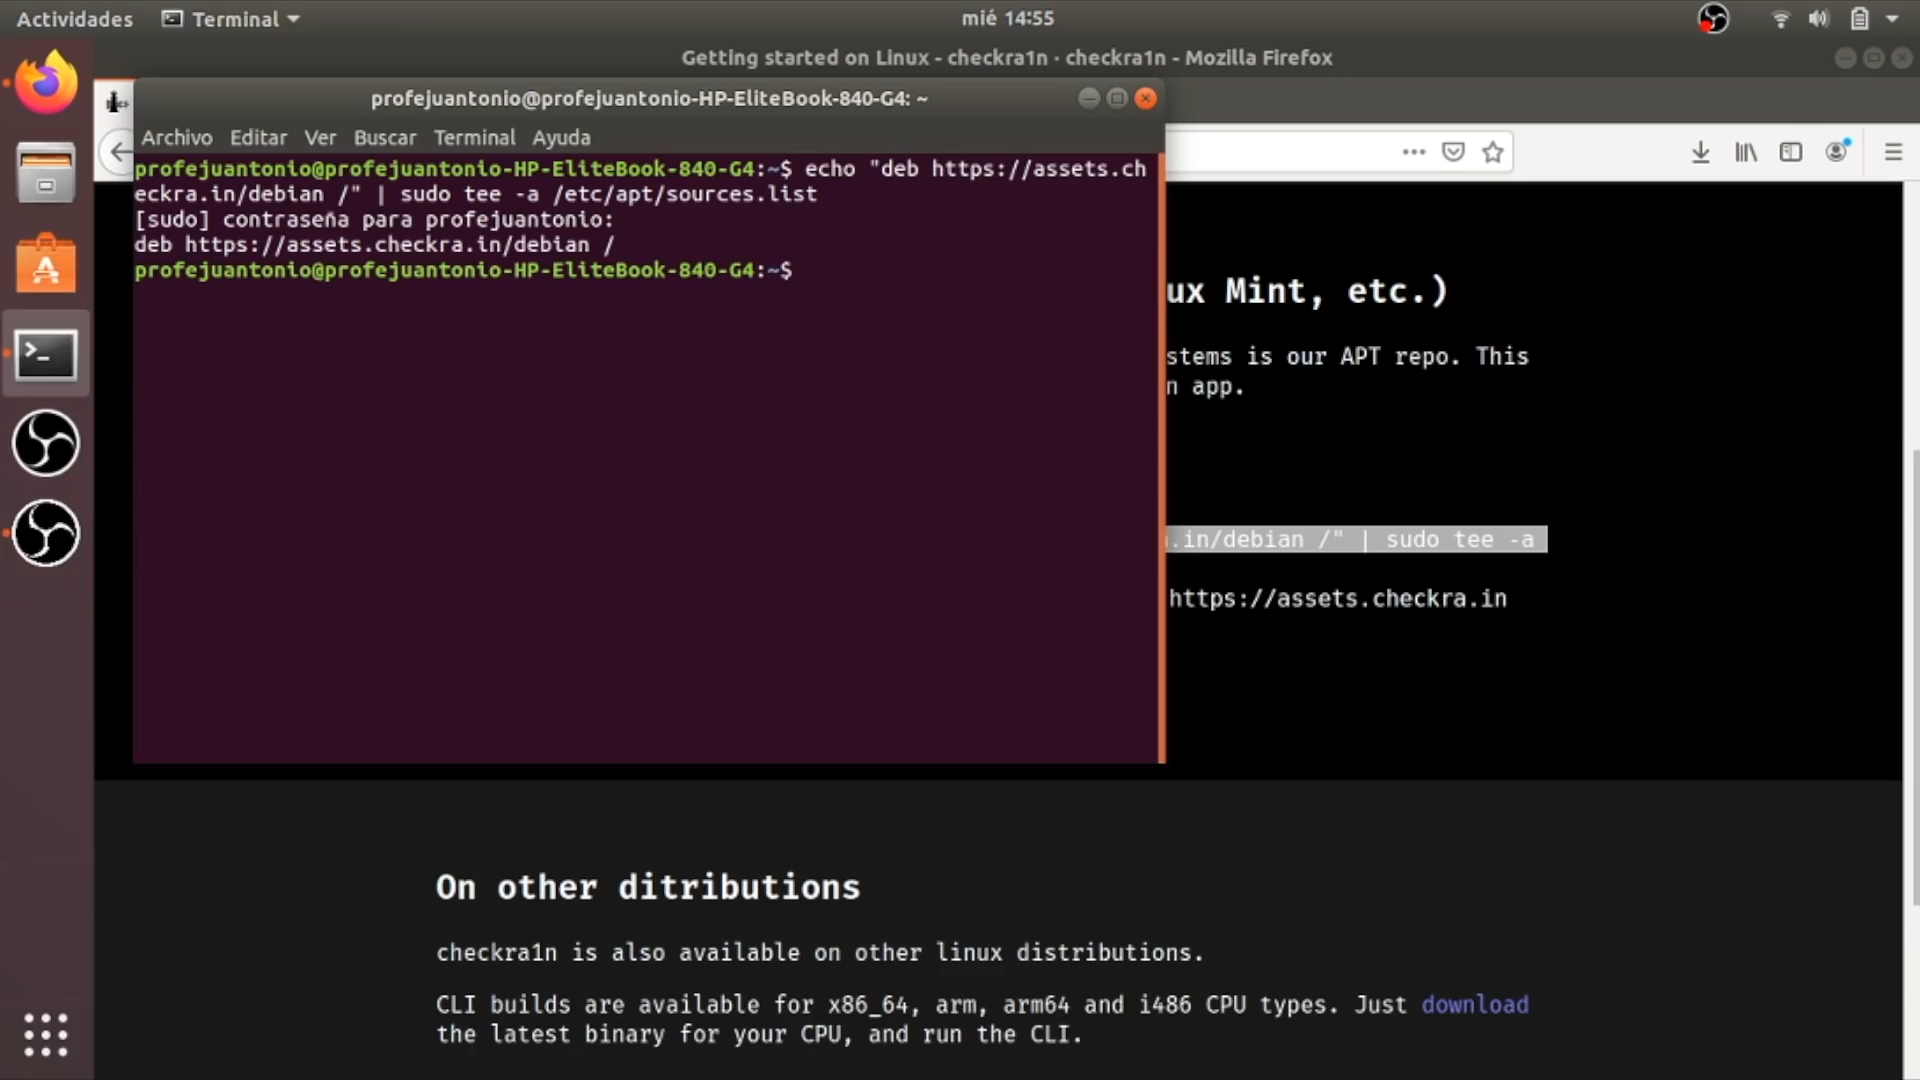 Actividades
Terminal
mié 14:55
Getting started on Linux - checkra1n · checkra1n - Mozilla Firefox
profejuantonio@profejuantonio-HP-EliteBook-840-G4: ~
Archivo Editar Ver Buscar Terminal Ayuda
profejuantonio@profejuantonio-HP-EliteBook-840-G4:~$ echo "deb https://assets.ch
eckra.in/debian /" | sudo tee -a /etc/apt/sources.list
[sudo] contraseña para profejuantonio:
deb https://assets.checkra.in/debian /
profejuantonio@profejuantonio-HP-EliteBook-840-G4:~$
ux Mint, etc.)
stems is our APT repo. This
n app.
.in/debian /" | sudo tee -a
https://assets.checkra.in
On other ditributions
checkra1n is also available on other linux distributions.
CLI builds are available for x86_64, arm, arm64 and i486 CPU types. Just download
the latest binary for your CPU, and run the CLI.